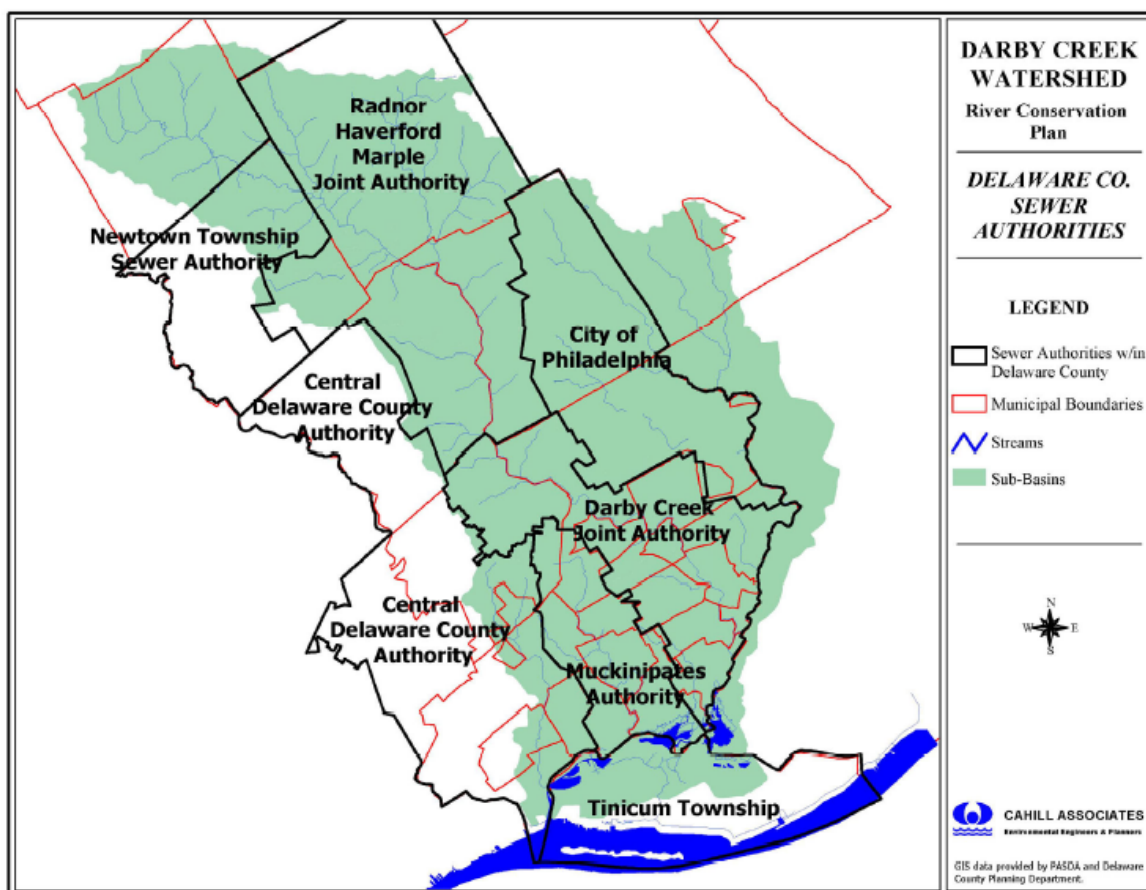 Radnor
Haverford
Marple
Joint Authority
Newtown Township
Sewer Authority
City of
Philadelphia
Central
Delaware County
Authority
Darby Creek
Joint Authority
Central
Delaware County
Authority
Muckinipates
Authority
Tinicum Township
DARBY CREEK
WATERSHED
River Conservation
Plan
DELAWARE CO.
SEWER
AUTHORITIES
LEGEND
Sewer Authorities w/in
Delaware County
Municipal Boundaries
Streams
Sub-Basins
N
W E
S
CAHILL ASSOCIATES
Environmental Engineers & Planners
GIS data provided by PASDA and Delaware
County Planning Department.